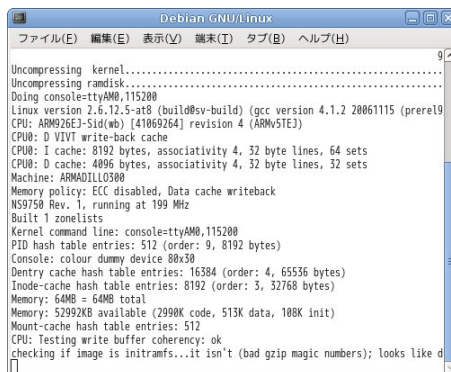 Debian GNU/Linux
ファイル(F) 編集(E) 表示(V) 端末(T) タブ(B) ヘルプ(H)
9
Uncompressing kernel..............................................................
Uncompressing ramdisk.............................................................
Doing console=ttyAM0,115200
Linux version 2.6.12.5-at8 (build@sv-build) (gcc version 4.1.2 20061115 (prerel9
CPU: ARM926EJ-Sid(wb) [41069264] revision 4 (ARMv5TEJ)
CPU0: D VIVT write-back cache
CPU0: I cache: 8192 bytes, associativity 4, 32 byte lines, 64 sets
CPU0: D cache: 4096 bytes, associativity 4, 32 byte lines, 32 sets
Machine: ARMADILLO300
Memory policy: ECC disabled, Data cache writeback
NS9750 Rev. 1, running at 199 MHz
Built 1 zonelists
Kernel command line: console=ttyAM0,115200
PID hash table entries: 512 (order: 9, 8192 bytes)
Console: colour dummy device 80x30
Dentry cache hash table entries: 16384 (order: 4, 65536 bytes)
Inode-cache hash table entries: 8192 (order: 3, 32768 bytes)
Memory: 64MB = 64MB total
Memory: 52992KB available (2990K code, 513K data, 108K init)
Mount-cache hash table entries: 512
CPU: Testing write buffer coherency: ok
checking if image is initramfs...it isn't (bad gzip magic numbers); looks like d